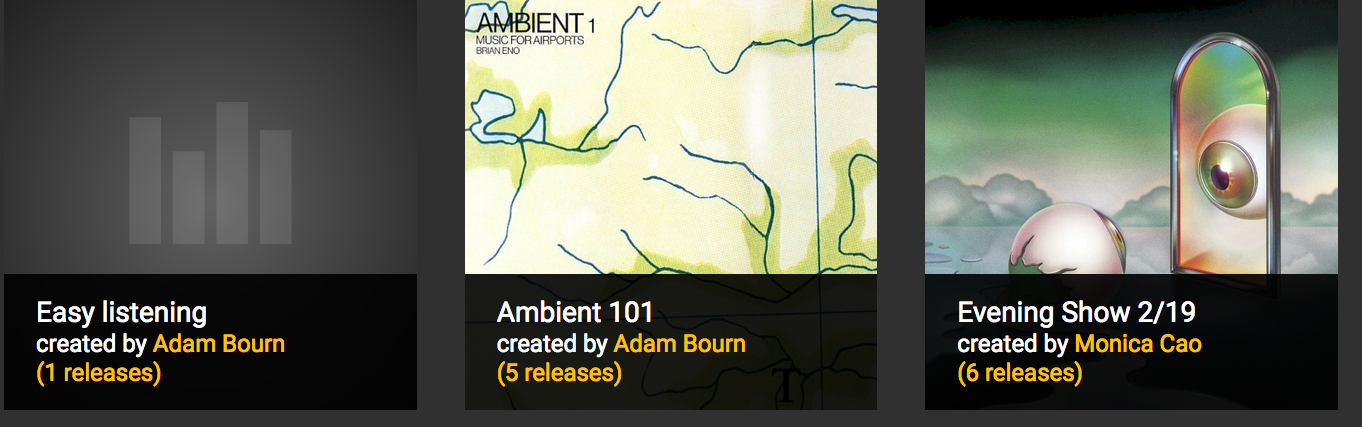 Easy listening
created by Adam Bourn
(1 releases)
AMBIENT 1
MUSIC FOR AIRPORTS
BRIAN ENO
Ambient 101
created by Adam Bourn
(5 releases)
T
Evening Show 2/19
created by Monica Cao
(6 releases)